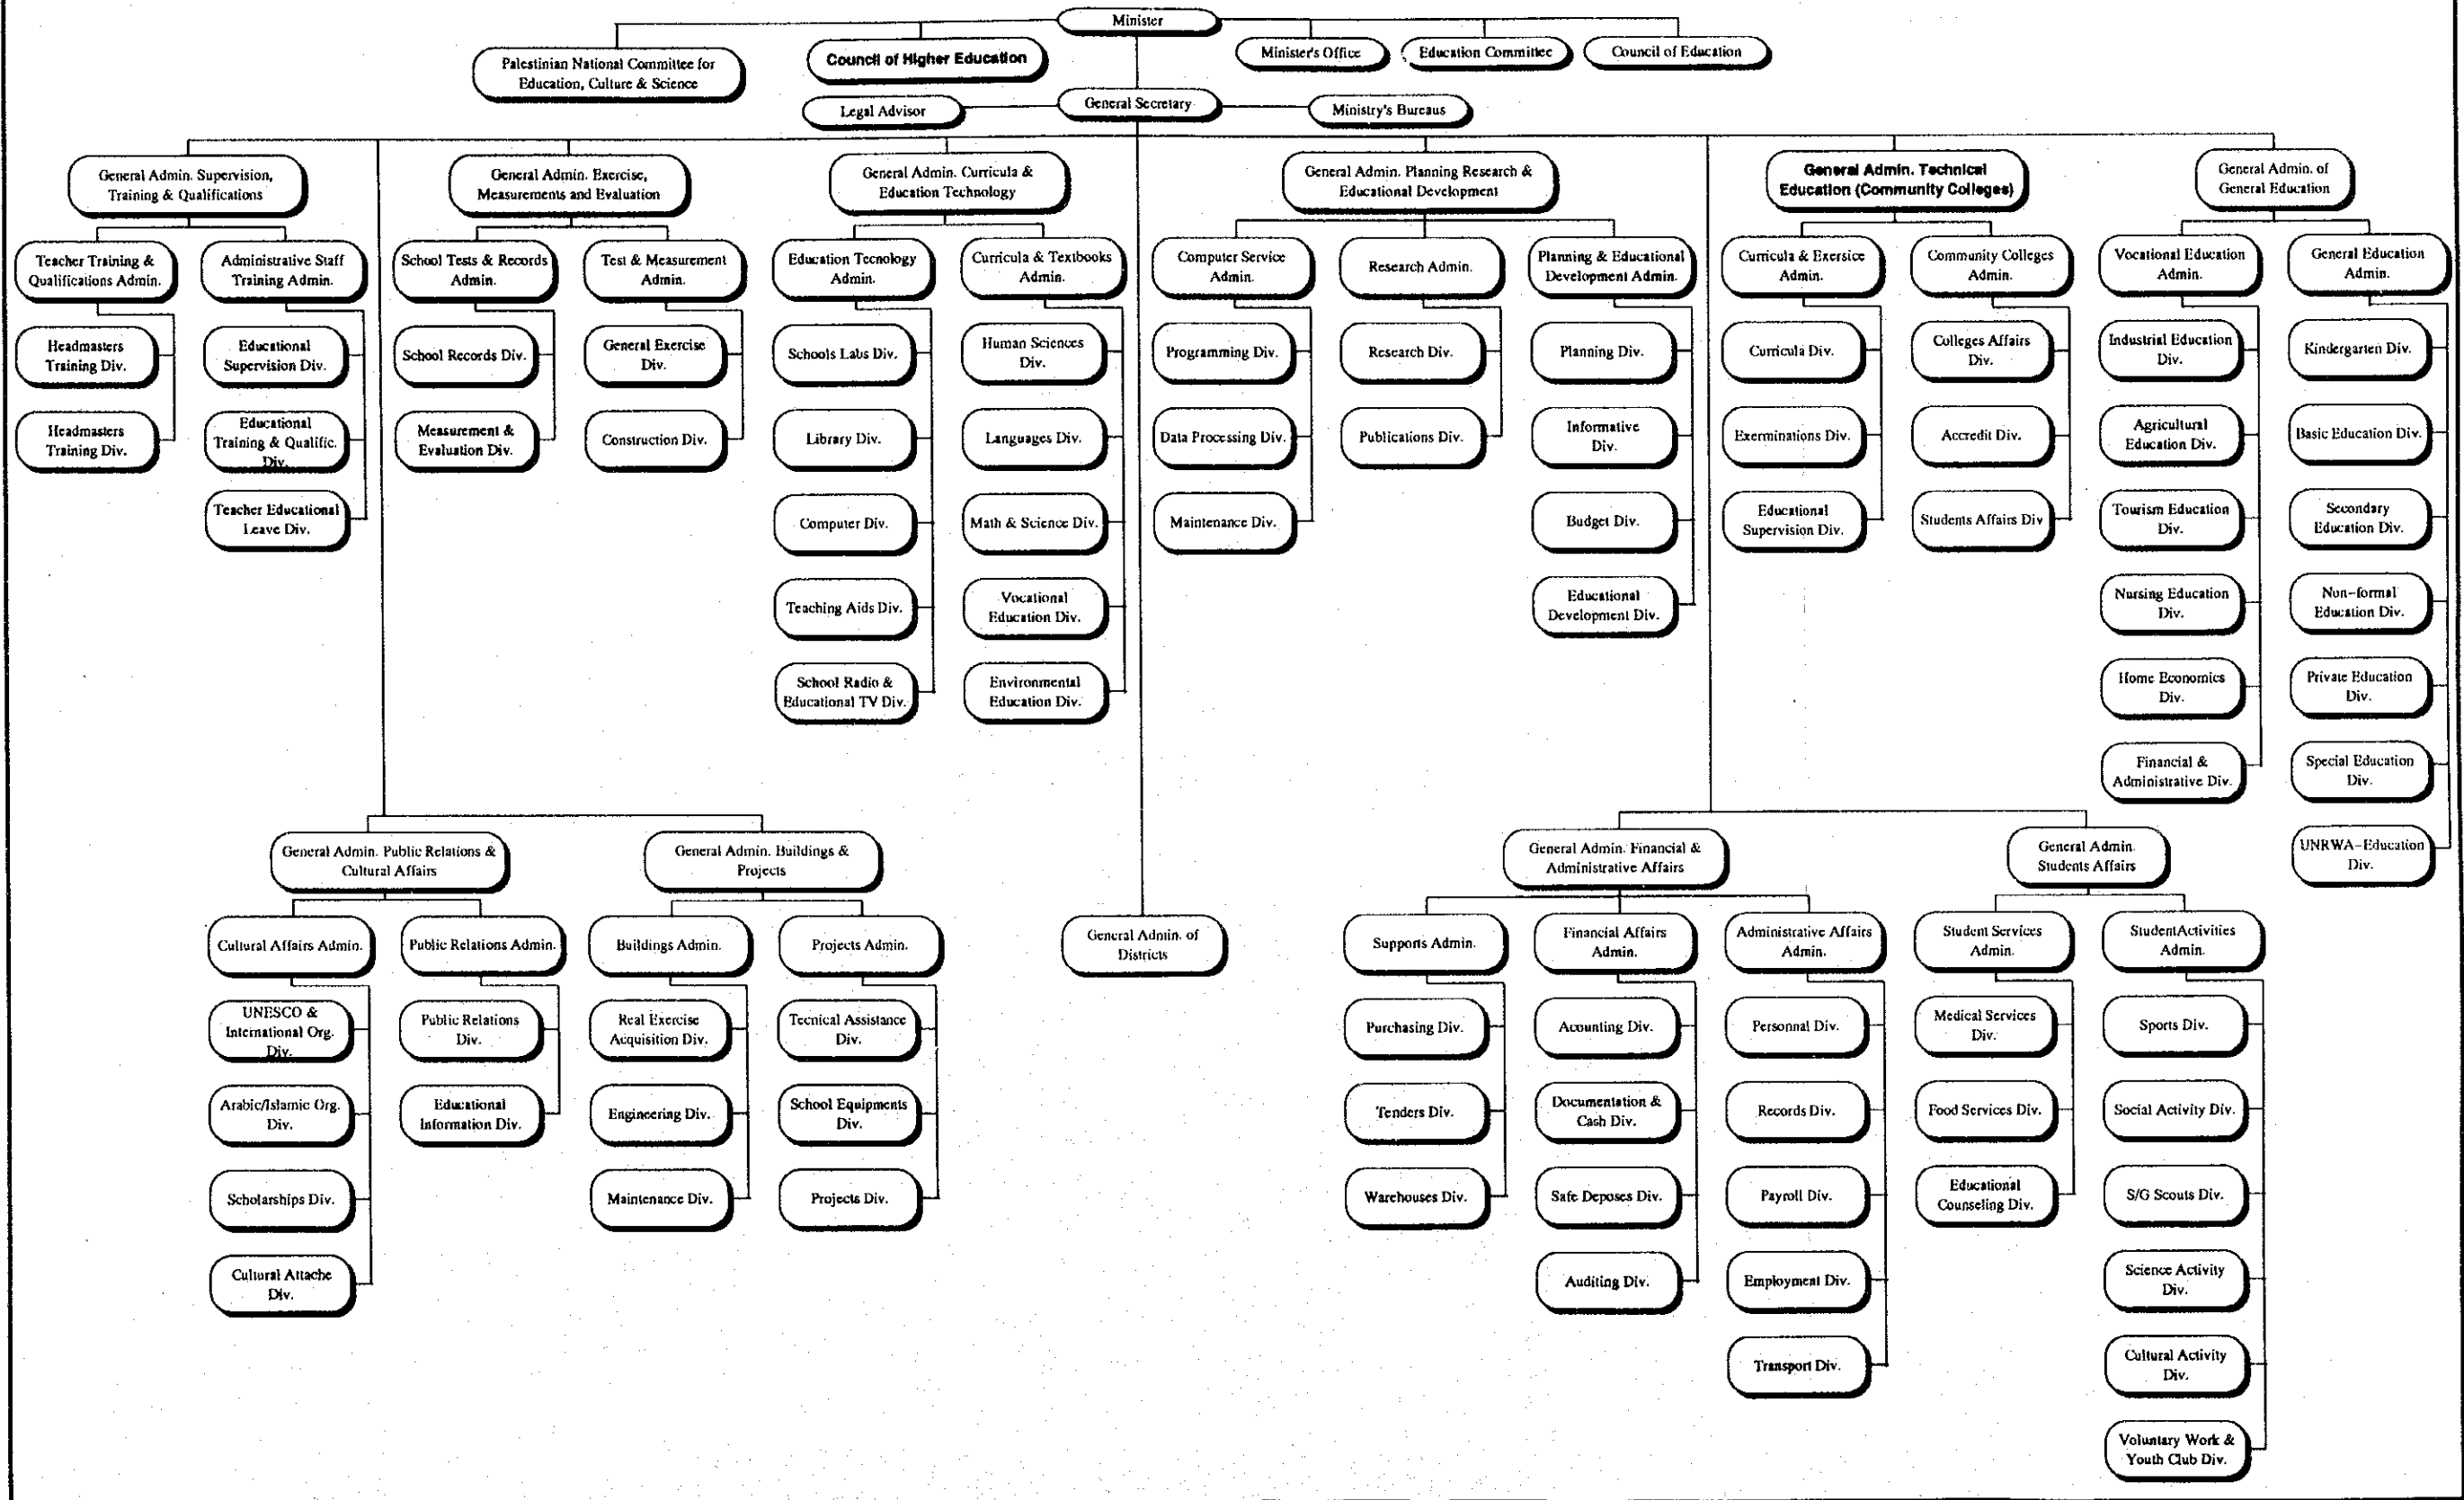 Minister
Palestinian National Committee for
Education, Culture & Science
Council of Higher Education
Minister's Office
Education Committee
Council of Education
Legal Advisor
General Secretary
Ministry's Bureaus
General Admin. Supervision,
Training & Qualifications
General Admin. Exercise,
Measurements and Evaluation
General Admin. Curricula &
Education Technology
General Admin. Planning Research &
Educational Development
General Admin. Technical
Education (Community Colleges)
General Admin. of
General Education
Teacher Training &
Qualifications Admin.
Administrative Staff
Training Admin.
School Tests & Records
Admin.
Test & Measurement
Admin.
Education Tecnology
Admin.
Curricula & Textbooks
Admin.
Computer Service
Admin.
Research Admin.
Planning & Educational
Development Admin.
Curricula & Exersice
Admin.
Community Colleges
Admin.
Vocational Education
Admin.
General Education
Admin.
Headmasters
Training Div.
Educational
Supervision Div.
School Records Div.
General Exercise
Div.
Schools Labs Div.
Human Sciences
Div.
Programming Div.
Research Div.
Planning Div.
Curricula Div.
Colleges Affairs
Div.
Industrial Education
Div.
Kindergarten Div.
Headmasters
Training Div.
Educational
Training & Qualific.
Div.
Measurement &
Evaluation Div.
Construction Div.
Library Div.
Languages Div.
Data Processing Div.
Publications Div.
Informative
Div.
Exerminations Div.
Accredit Div.
Agricultural
Education Div.
Basic Education Div.
Teacher Educational
Leave Div.
Computer Div.
Math & Science Div.
Maintenance Div.
Budget Div.
Educational
Supervision Div.
Students Affairs Div
Tourism Education
Div.
Secondary
Education Div.
Teaching Aids Div.
Vocational
Education Div.
Educational
Development Div.
Nursing Education
Div.
Non-formal
Education Div.
School Radio &
Educational TV Div.
Environmental
Education Div.
Home Economics
Div.
Private Education
Div.
Financial &
Administrative Div.
Special Education
Div.
UNRWA-Education
Div.
General Admin. Public Relations &
Cultural Affairs
General Admin. Buildings &
Projects
General Admin. Financial &
Administrative Affairs
General Admin.
Students Affairs
Cultural Affairs Admin.
Public Relations Admin.
Buildings Admin.
Projects Admin.
General Admin. of
Districts
Supports Admin.
Financial Affairs
Admin.
Administrative Affairs
Admin.
Student Services
Admin.
StudentActivities
Admin.
UNESCO &
International Org.
Div.
Public Relations
Div.
Real Exercise
Acquisition Div.
Tecnical Assistance
Div.
Purchasing Div.
Acounting Div.
Personnal Div.
Medical Services
Div.
Sports Div.
Arabic/Islamic Org.
Div.
Educational
Information Div.
Engineering Div.
School Equipments
Div.
Tenders Div.
Documentation &
Cash Div.
Records Div.
Food Services Div.
Social Activity Div.
Scholarships Div.
Maintenance Div.
Projects Div.
Warehouses Div.
Safe Deposes Div.
Payroll Div.
Educational
Counseling Div.
S/G Scouts Div.
Cultural Attache
Div.
Auditing Div.
Employment Div.
Science Activity
Div.
Transport Div.
Cultural Activity
Div.
Voluntary Work &
Youth Club Div.